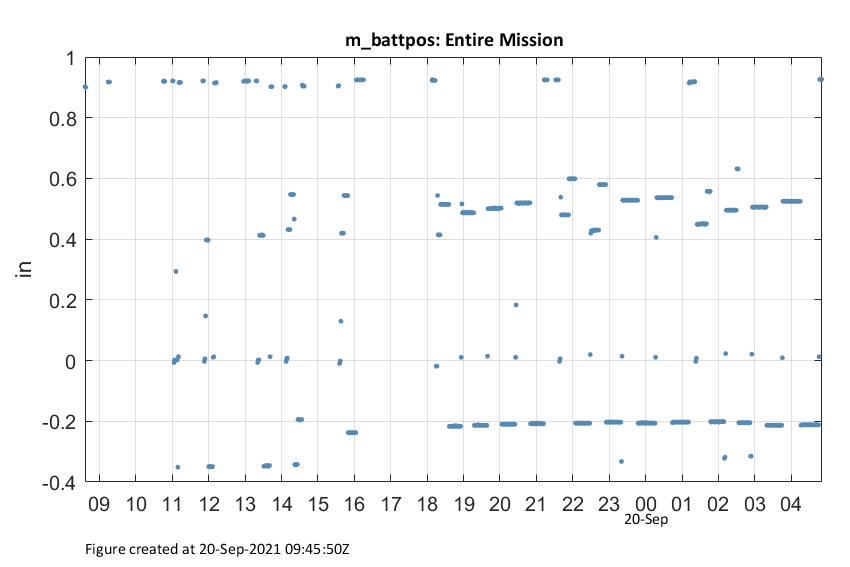 m_battpos: Entire Mission
1
0.8
0.6
0.4
0.2
0
-0.2
-0.4
in
09 10 11 12 13 14 15 16 17 18 19 20 21 22 23 00 01 02 03 04
20-Sep
Figure created at 20-Sep-2021 09:45:50Z